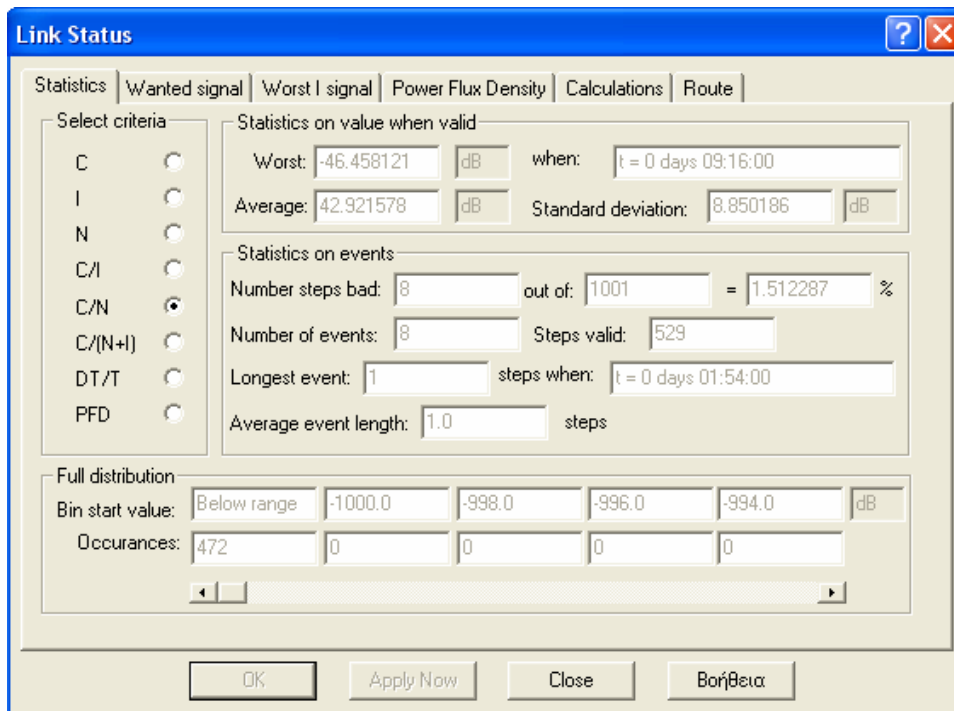 Link Status
Statistics Wanted signal Worst I signal Power Flux Density Calculations Route
Select criteria
C
I
N
C/I
C/N
C/(N+I)
DT/T
PFD
Statistics on value when valid
Worst: -46.458121 dB when: t = 0 days 09:16:00
Average: 42.921578 dB Standard deviation: 8.850186 dB
Statistics on events
Number steps bad: 8 out of: 1001 = 1.512287 %
Number of events: 8 Steps valid: 529
Longest event: 1 steps when: t = 0 days 01:54:00
Average event length: 1.0 steps
Full distribution
Bin start value: Below range -1000.0 -998.0 -996.0 -994.0 dB
Occurances: 472 0 0 0 0
OK Apply Now Close Βοήθεια